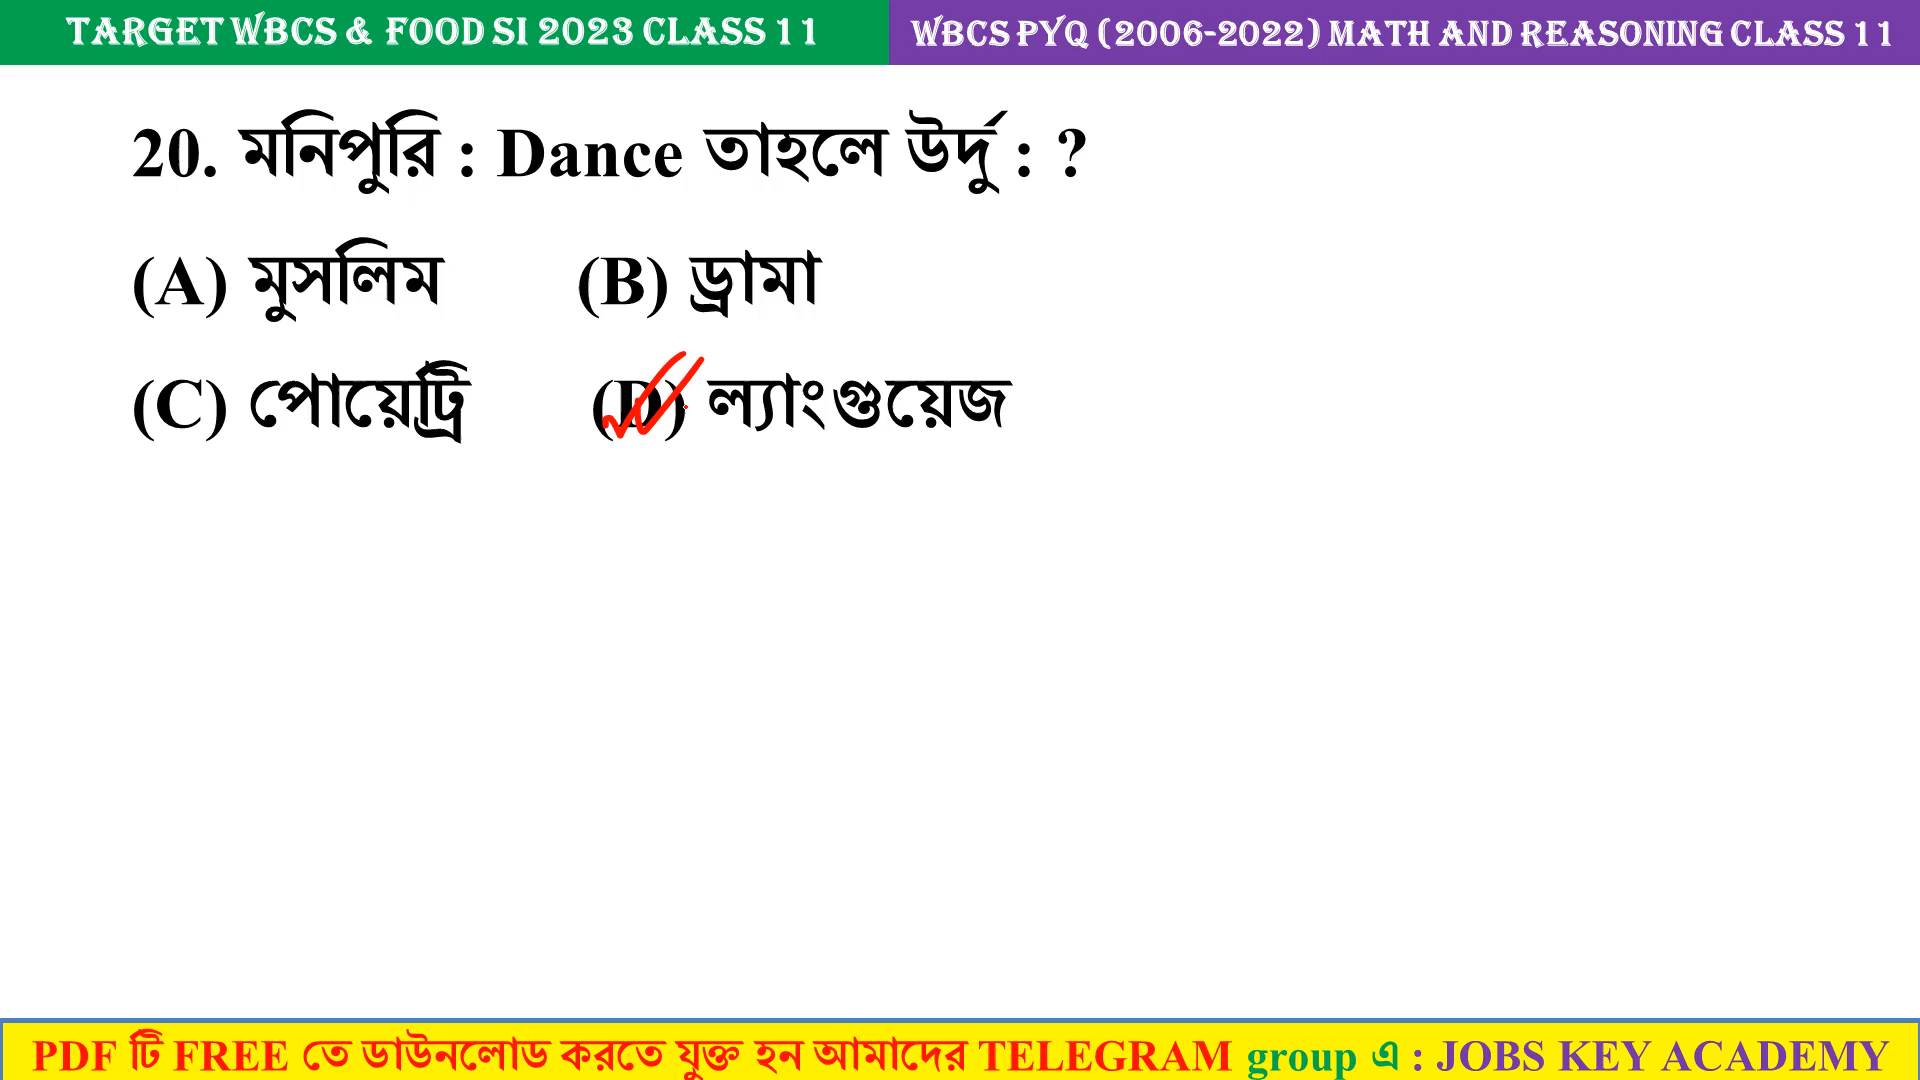 TARGET WBCS & FOOD SI 2023 CLASS 11
WBCS PYQ (2006-2022) MATH AND REASONING CLASS 11
20. মনিপুরি : Dance তাহলে উর্দু : ?
(A) মুসলিম (B) ড্রামা
(C) পোয়েট্রি (D) ল্যাংগুয়েজ
PDF টি FREE তে ডাউনলোড করতে যুক্ত হন আমাদের TELEGRAM group এ : JOBS KEY ACADEMY